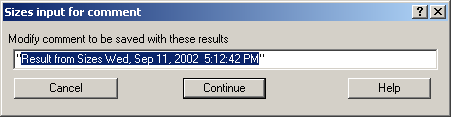 Sizes input for comment
Modify comment to be saved with these results
"Result from Sizes Wed, Sep 11, 2002  5:12:42 PM"
Cancel Continue Help